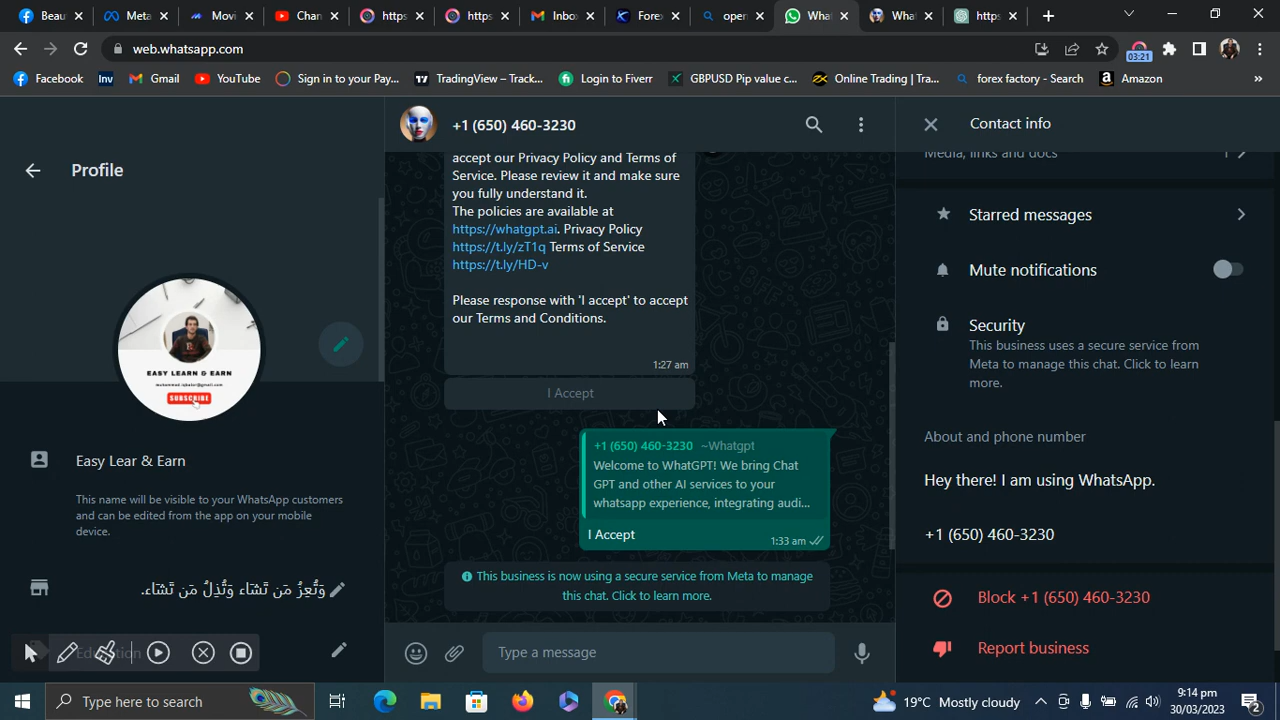 Beau
Meta
Movi
Chan
https
https
Inbo
Forex
open
What
What
https
web.whatsapp.com
03:21
Facebook
Inv
Gmail
YouTube
Sign in to your Pay...
TradingView – Track...
Login to Fiverr
GBPUSD Pip value c...
Online Trading | Tra...
forex factory - Search
Amazon
»
Profile
EASY LEARN & EARN
SUBSCRIBE
Easy Lear & Earn
This name will be visible to your WhatsApp customers
and can be edited from the app on your mobile
device.
وَتُعِزُ مَن تَشَاء وَتُذِلُ مَن تَشَاء.
Education
+1 (650) 460-3230
accept our Privacy Policy and Terms of
Service. Please review it and make sure
you fully understand it.
The policies are available at
https://whatgpt.ai. Privacy Policy
https://t.ly/zT1q Terms of Service
https://t.ly/HD-v
Please response with 'I accept' to accept
our Terms and Conditions.
1:27 am
I Accept
+1 (650) 460-3230 ~Whatgpt
Welcome to WhatGPT! We bring Chat
GPT and other AI services to your
whatsapp experience, integrating audi...
I Accept
1:33 am
This business is now using a secure service from Meta to manage
this chat. Click to learn more.
Type a message
Contact info
Media, links and docs
1
Starred messages
Mute notifications
Security
This business uses a secure service from
Meta to manage this chat. Click to learn
more.
About and phone number
Hey there! I am using WhatsApp.
+1 (650) 460-3230
Block +1 (650) 460-3230
Report business
Type here to search
19°C Mostly cloudy
9:14 pm
30/03/2023